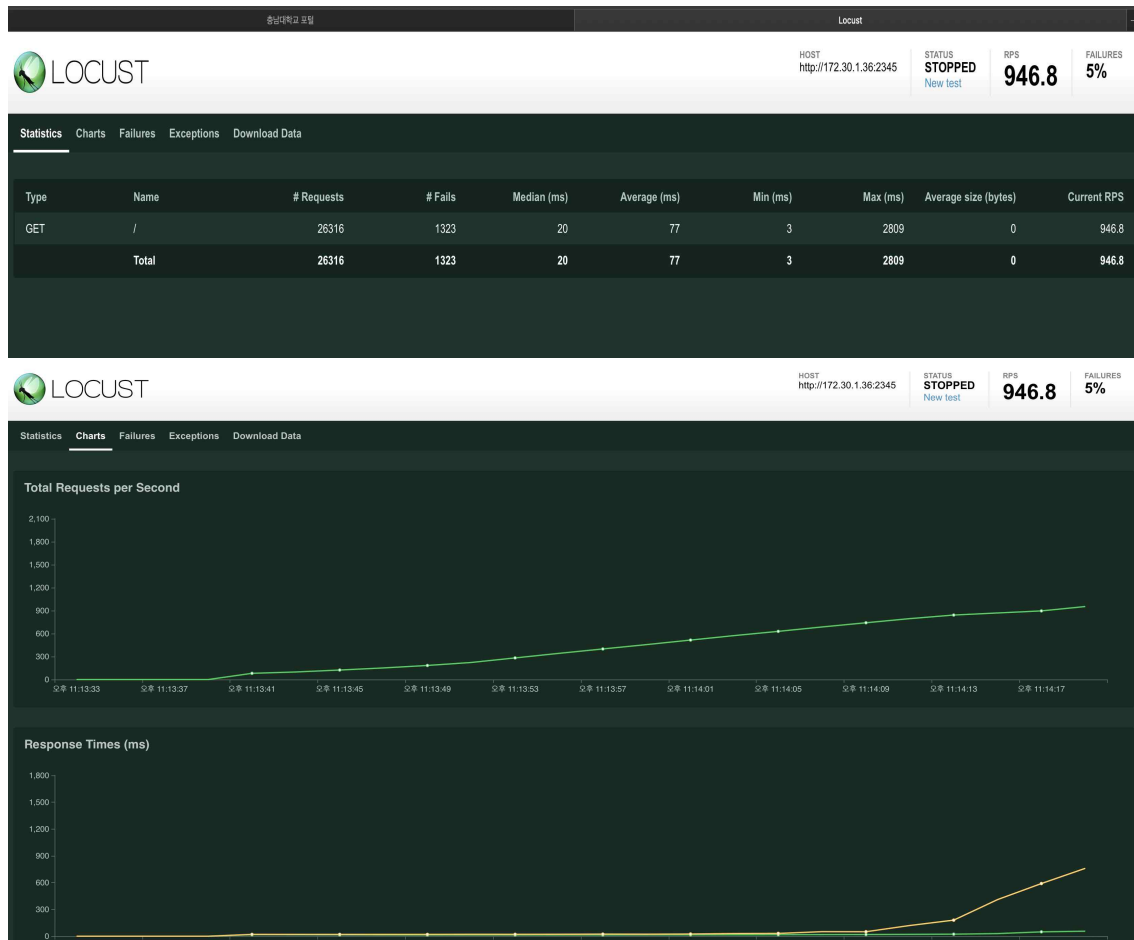 충남대학교 포털 Locust
LOCUST
HOST
http://172.30.1.36:2345
STATUS
STOPPED
New test
RPS
946.8
FAILURES
5%
Statistics Charts Failures Exceptions Download Data
Type Name # Requests # Fails Median (ms) Average (ms) Min (ms) Max (ms) Average size (bytes) Current RPS
GET / 26316 1323 20 77 3 2809 0 946.8
Total 26316 1323 20 77 3 2809 0 946.8
LOCUST
HOST
http://172.30.1.36:2345
STATUS
STOPPED
New test
RPS
946.8
FAILURES
5%
Statistics Charts Failures Exceptions Download Data
Total Requests per Second
2,100
1,800
1,500
1,200
900
600
300
0
오후 11:13:33 오후 11:13:37 오후 11:13:41 오후 11:13:45 오후 11:13:49 오후 11:13:53 오후 11:13:57 오후 11:14:01 오후 11:14:05 오후 11:14:09 오후 11:14:13 오후 11:14:17
Response Times (ms)
1,800
1,500
1,200
900
600
300
0